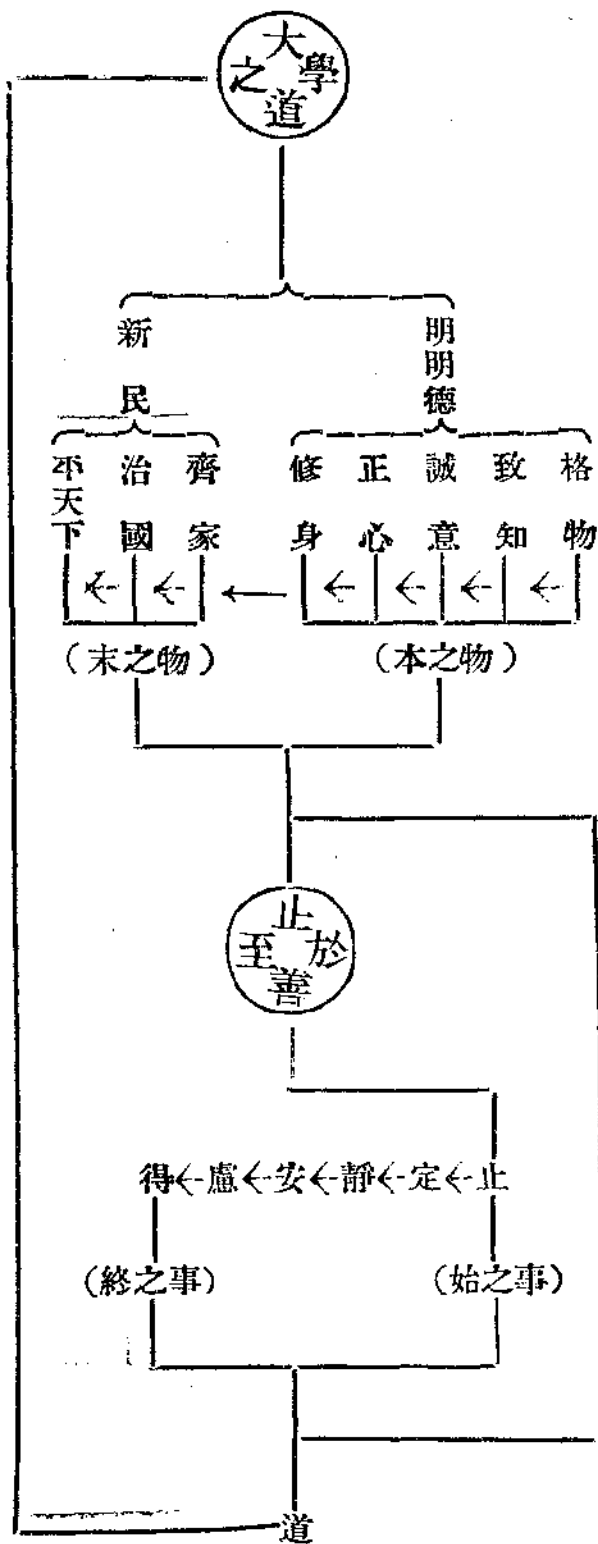 大學之道
明明德
新民
格物
致知
誠意
正心
修身
齊家
治國
平天下
（本之物）
（末之物）
止於至善
止←定←靜←安←慮←得
（始之事）
（終之事）
道